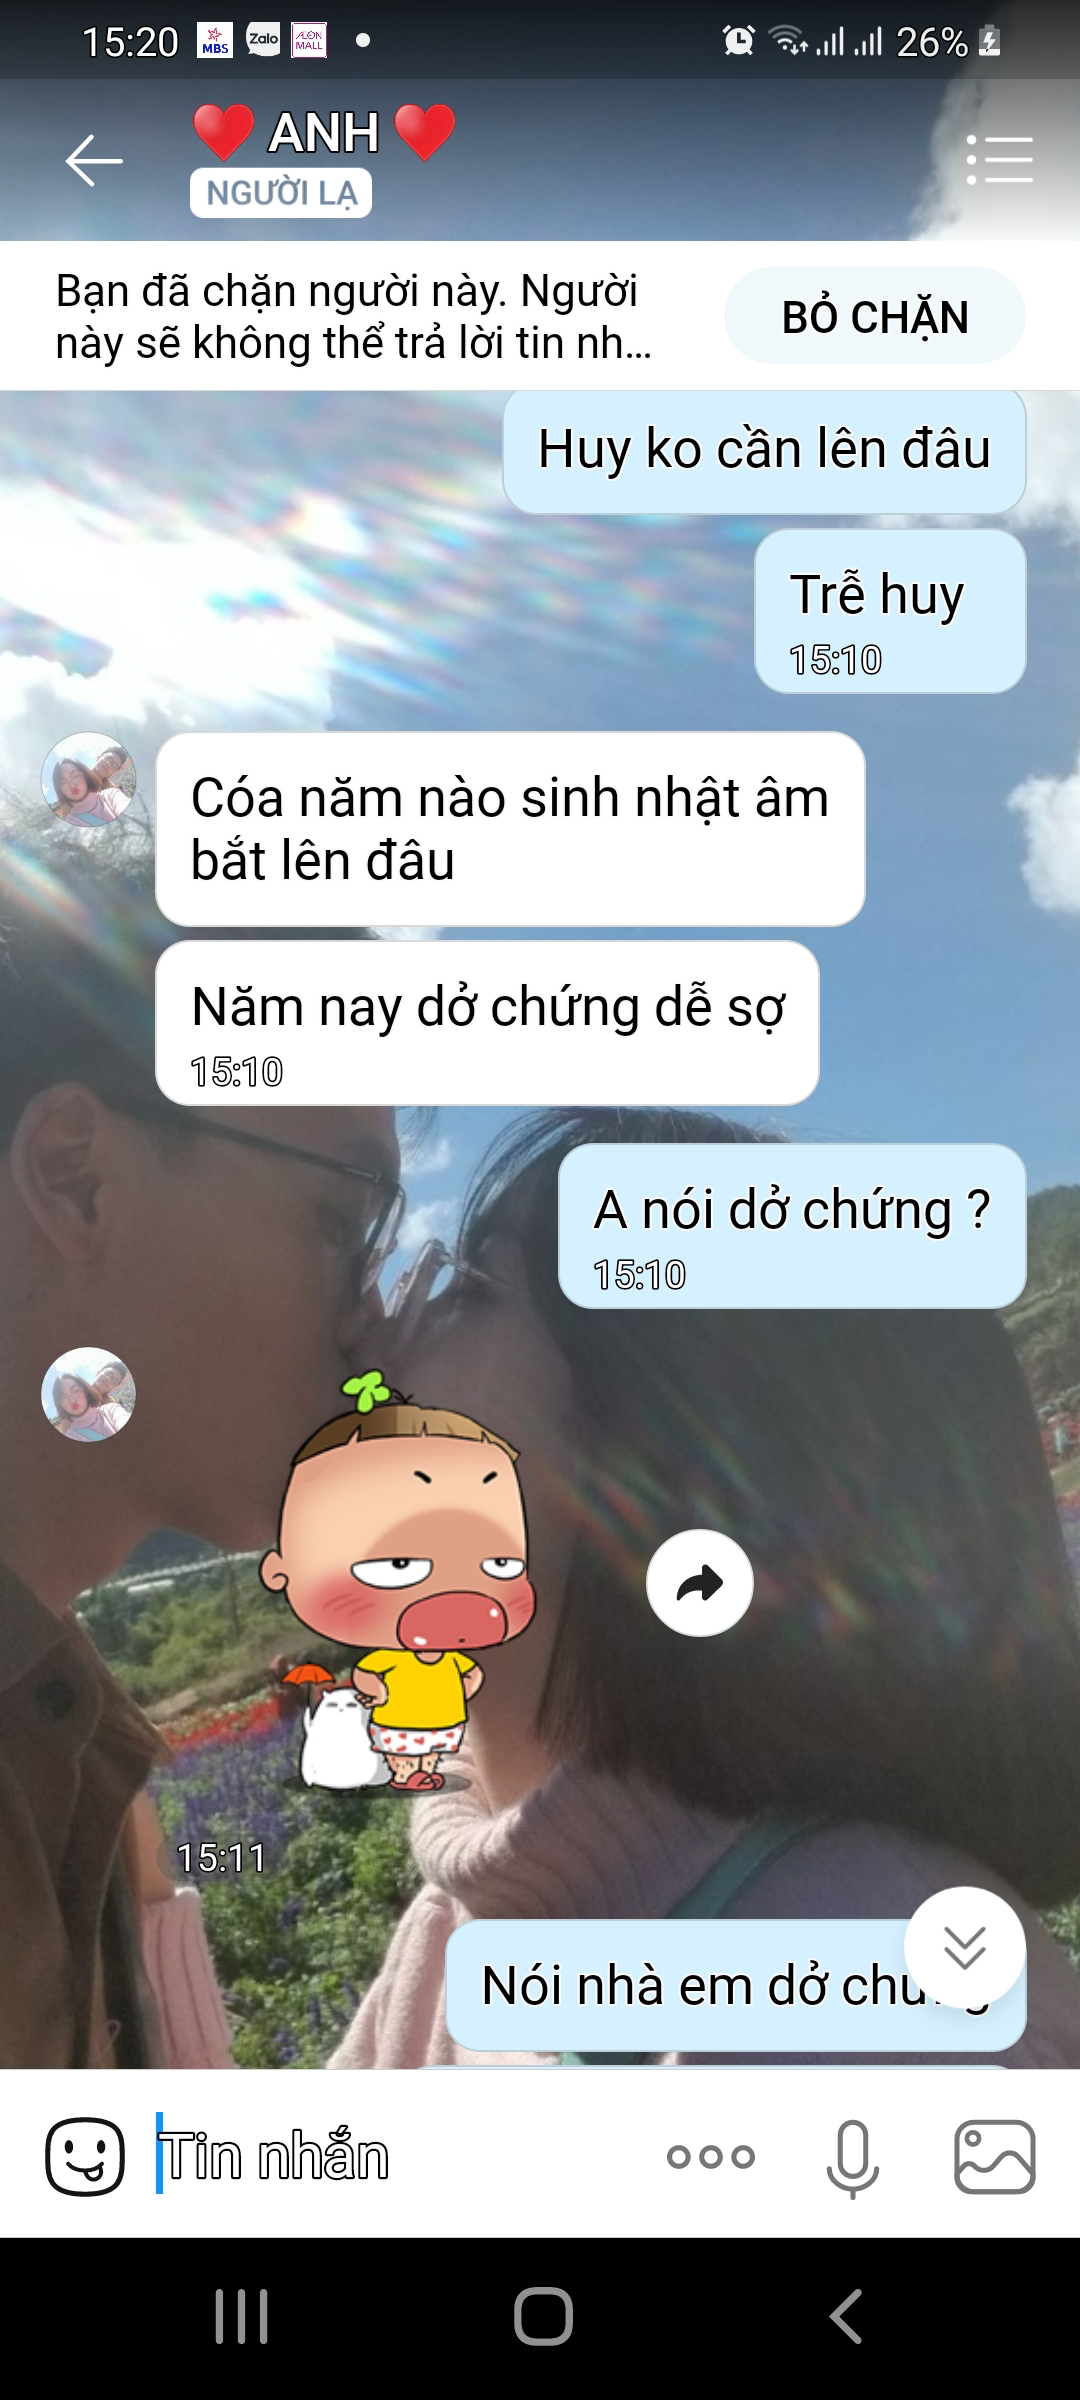 15:20 MBS Zalo ÆON MALL 26%
ANH
NGƯỜI LẠ
Bạn đã chặn người này. Người
này sẽ không thể trả lời tin nh...
BỎ CHẶN
Huy ko cần lên đâu
Trễ huy
15:10
Cóa năm nào sinh nhật âm
bắt lên đâu
Năm nay dở chứng dễ sợ
15:10
A nói dở chứng ?
15:10
15:11
Nói nhà em dở chứng
Tin nhắn